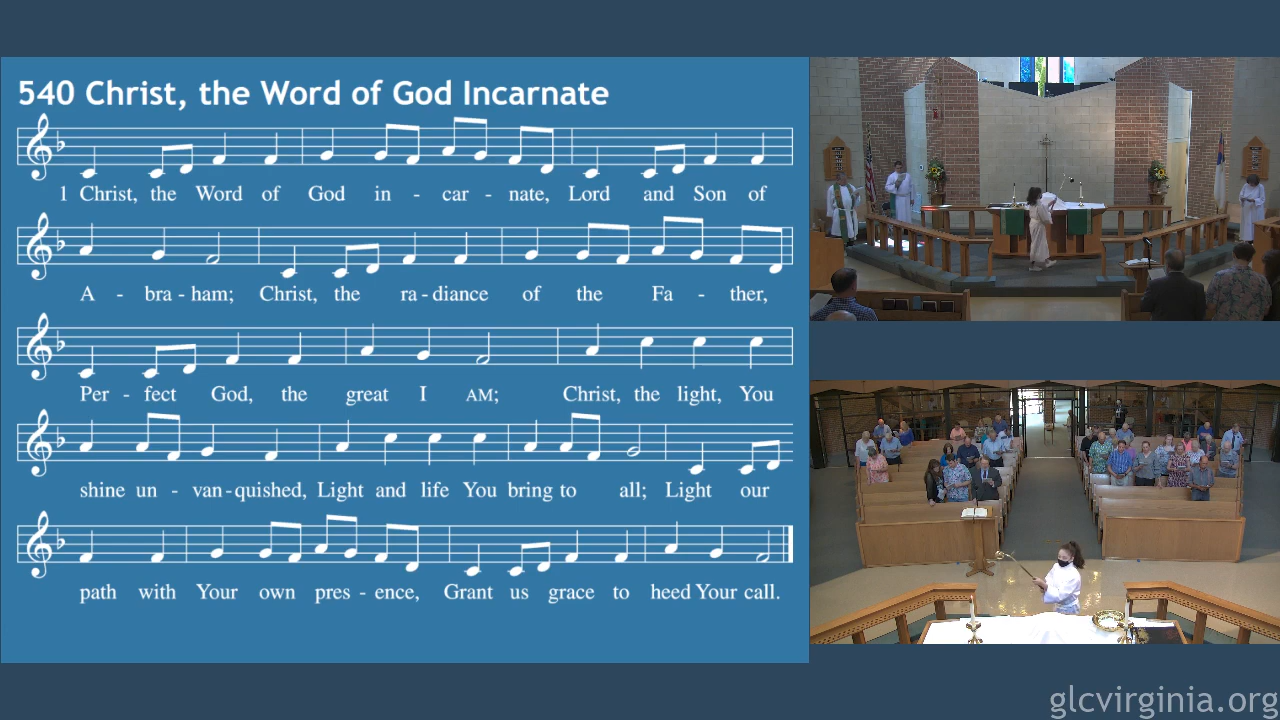 540 Christ, the Word of God Incarnate
1 Christ, the Word of God in - car - nate, Lord and Son of
A - bra - ham; Christ, the ra - diance of the Fa - ther,
Per - fect God, the great I AM; Christ, the light, You
shine un - van - quished, Light and life You bring to all; Light our
path with Your own pres - ence, Grant us grace to heed Your call.
glcvirginia.org